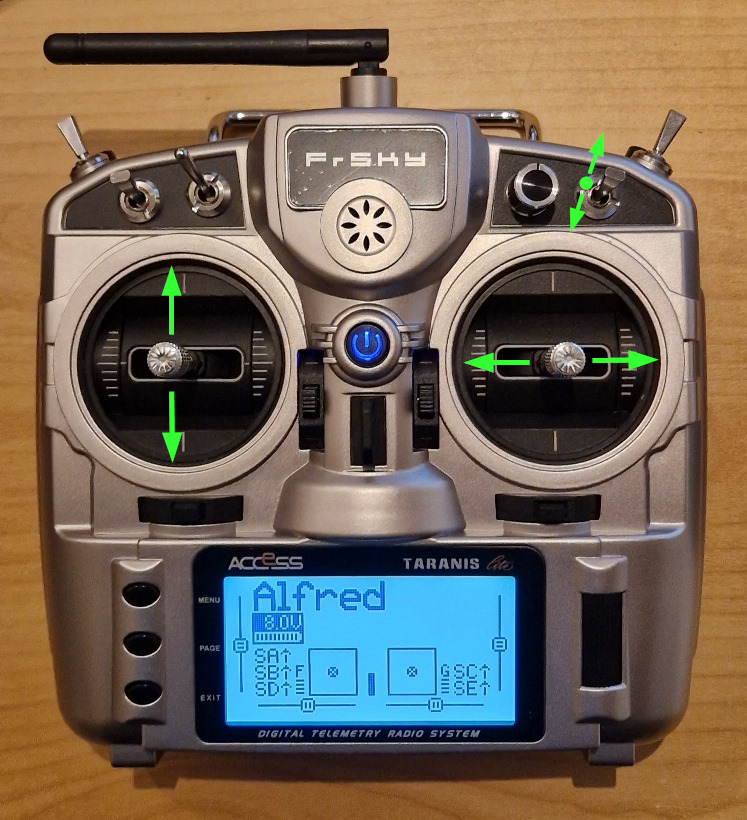 FrSKY
ACCeSS TARANIS lite
MENU
PAGE
EXIT
Alfred
8.0V
SA↑
SB↑ F G SC↑
SD↑ SE↑
DIGITAL TELEMETRY RADIO SYSTEM